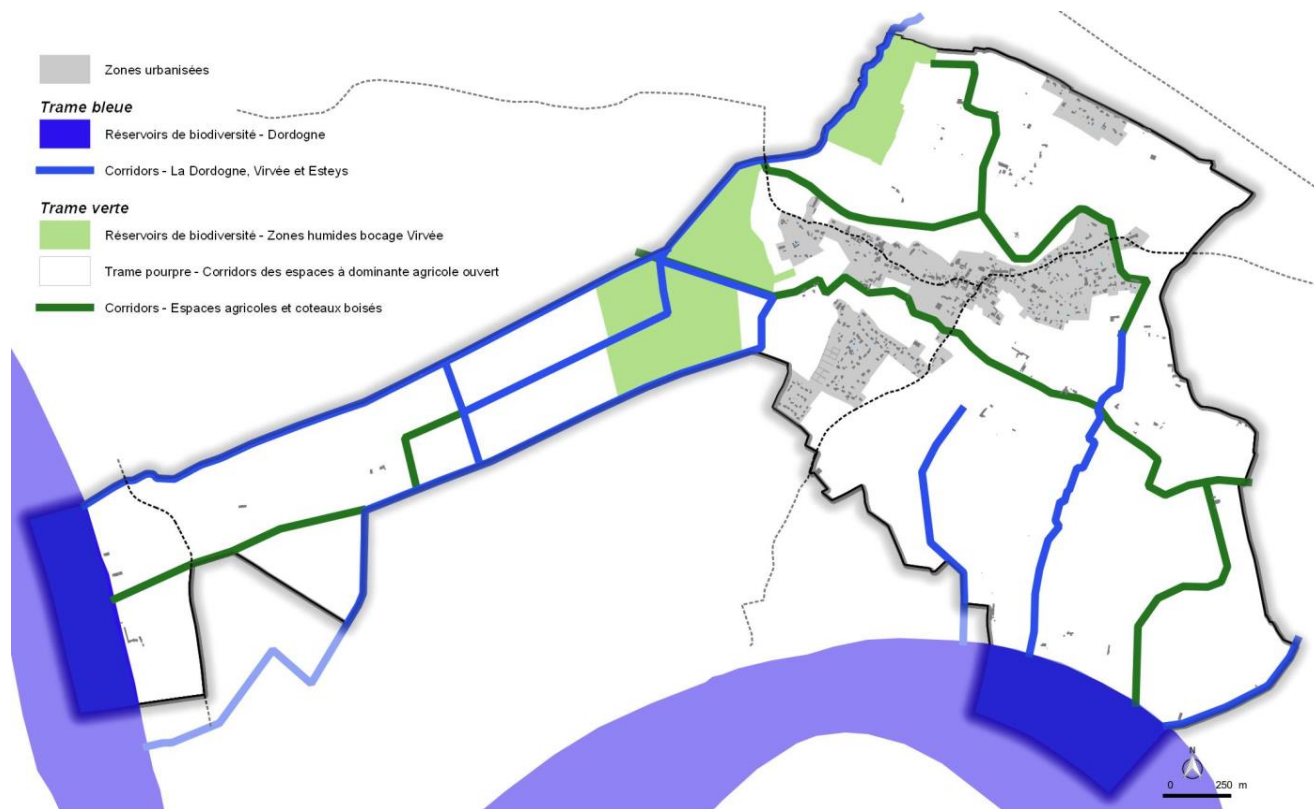 Zones urbanisées
Trame bleue
Réservoirs de biodiversité - Dordogne
Corridors - La Dordogne, Virvée et Esteys
Trame verte
Réservoirs de biodiversité - Zones humides bocage Virvée
Trame pourpre - Corridors des espaces à dominante agricole ouvert
Corridors - Espaces agricoles et coteaux boisés
N
0 250 m